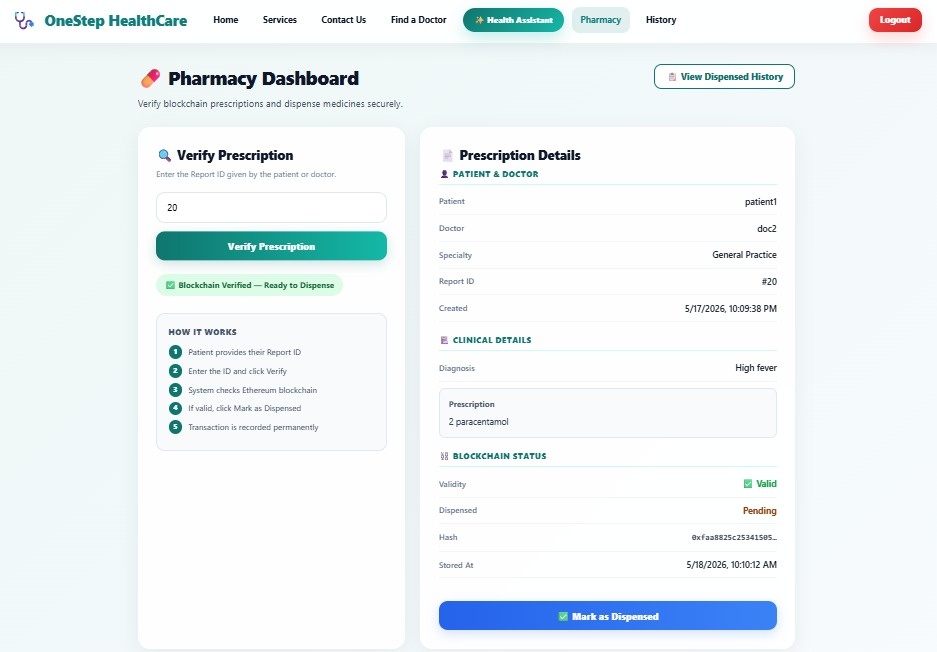 OneStep HealthCare
Home
Services
Contact Us
Find a Doctor
✨ Health Assistant
Pharmacy
History
Logout
Pharmacy Dashboard
View Dispensed History
Verify blockchain prescriptions and dispense medicines securely.
Verify Prescription
Enter the Report ID given by the patient or doctor.
20
Verify Prescription
✅ Blockchain Verified — Ready to Dispense
HOW IT WORKS
1 Patient provides their Report ID
2 Enter the ID and click Verify
3 System checks Ethereum blockchain
4 If valid, click Mark as Dispensed
5 Transaction is recorded permanently
Prescription Details
PATIENT & DOCTOR
Patient patient1
Doctor doc2
Specialty General Practice
Report ID #20
Created 5/17/2026, 10:09:38 PM
CLINICAL DETAILS
Diagnosis High fever
Prescription
2 paracentamol
BLOCKCHAIN STATUS
Validity ✅ Valid
Dispensed Pending
Hash 0xfaa8825c25341505…
Stored At 5/18/2026, 10:10:12 AM
✅ Mark as Dispensed